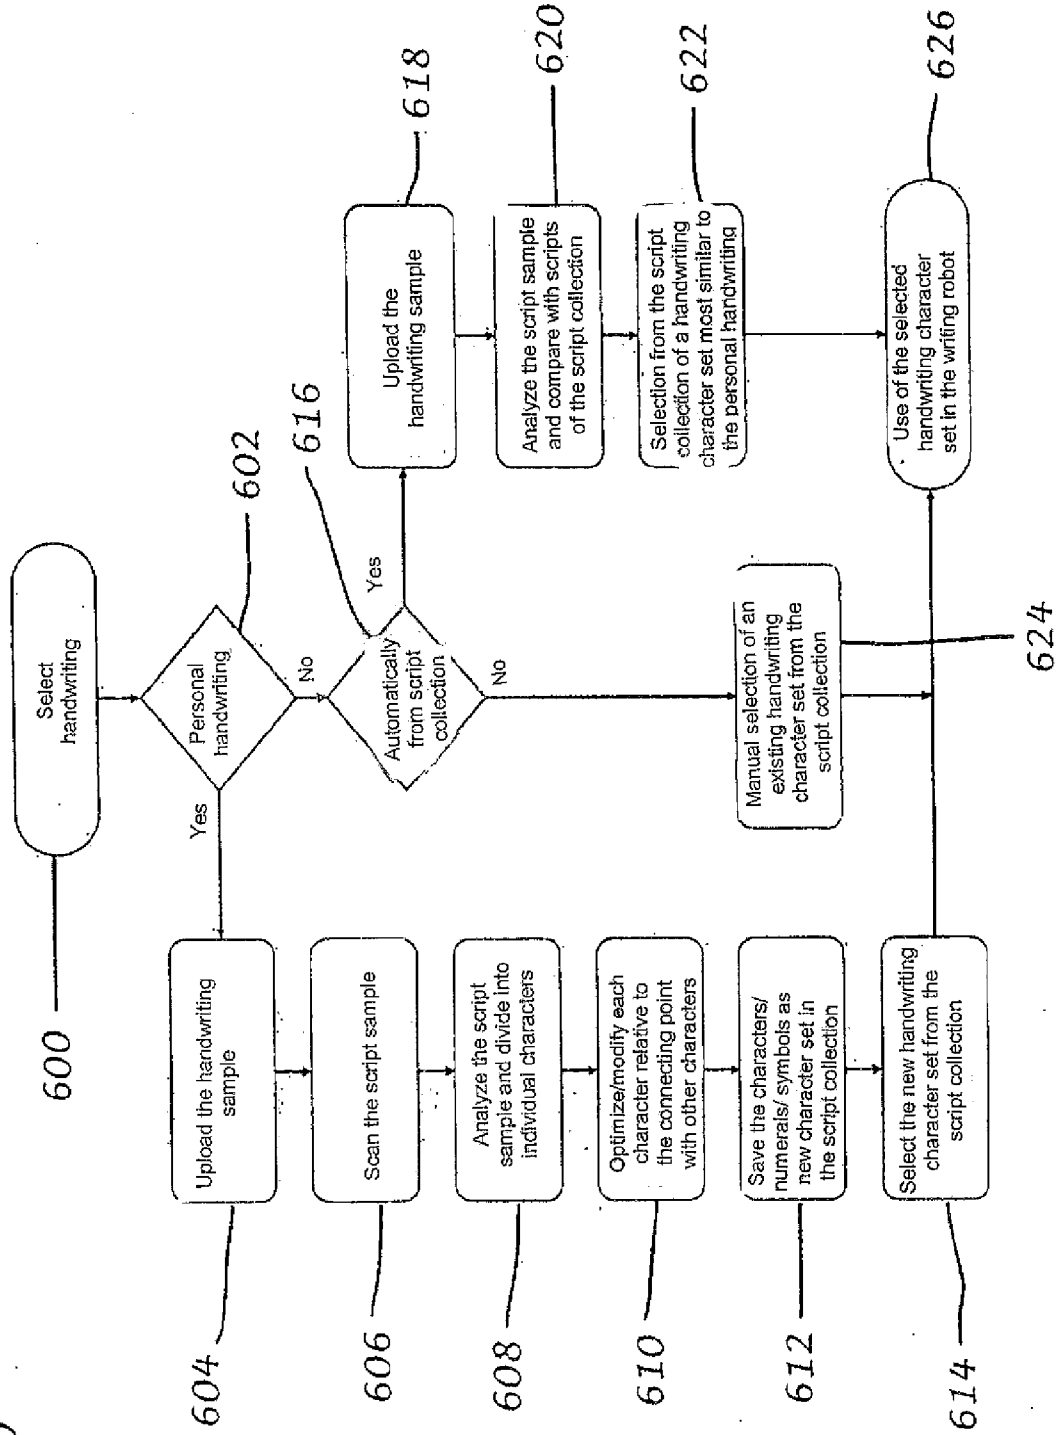 600
Select
handwriting
602
Personal
handwriting
Yes
No
604
Upload the handwriting
sample
606
Scan the script sample
608
Analyze the script
sample and divide into
individual characters
610
Optimize/modify each
character relative to
the connecting point
with other characters
612
Save the characters/
numerals/ symbols as
new character set in
the script collection
614
Select the new handwriting
character set from the
script collection
616
Automatically
from script
collection
Yes
No
618
Upload the
handwriting sample
620
Analyze the script sample
and compare with scripts
of the script collection
622
Selection from the script
collection of a handwriting
character set most similar to
the personal handwriting
624
Manual selection of an
existing handwriting
character set from the
script collection
626
Use of the selected
handwriting character
set in the writing robot